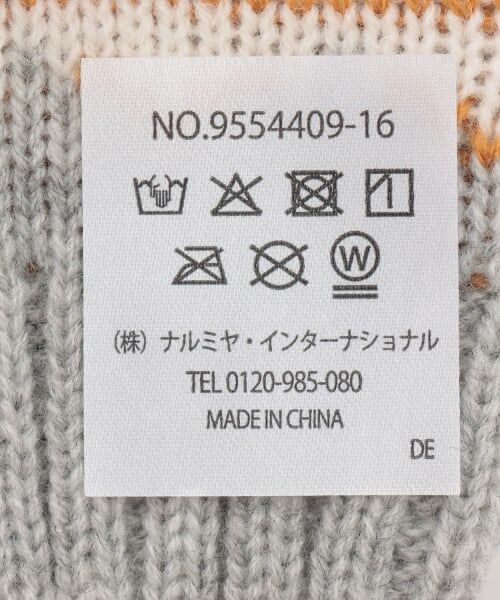 NO.9554409-16
W
(株) ナルミヤ・インターナショナル
TEL 0120-985-080
MADE IN CHINA
DE